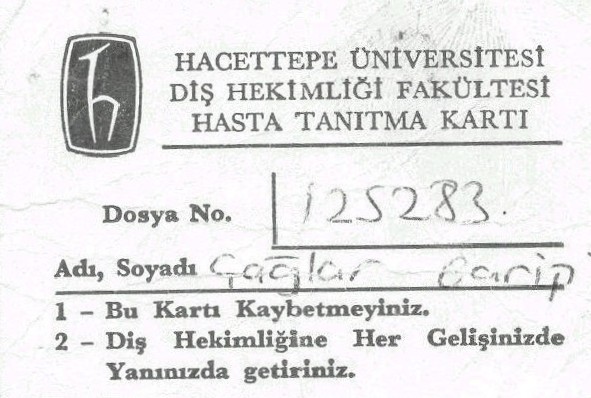 HACETTEPE ÜNİVERSİTESİ
DİŞ HEKİMLİĞİ FAKÜLTESİ
HASTA TANITMA KARTI
Dosya No. 125283.
Adı, Soyadı Çağlar Garip
1 - Bu Kartı Kaybetmeyiniz.
2 - Diş Hekimliğine Her Gelişinizde
Yanınızda getiriniz.